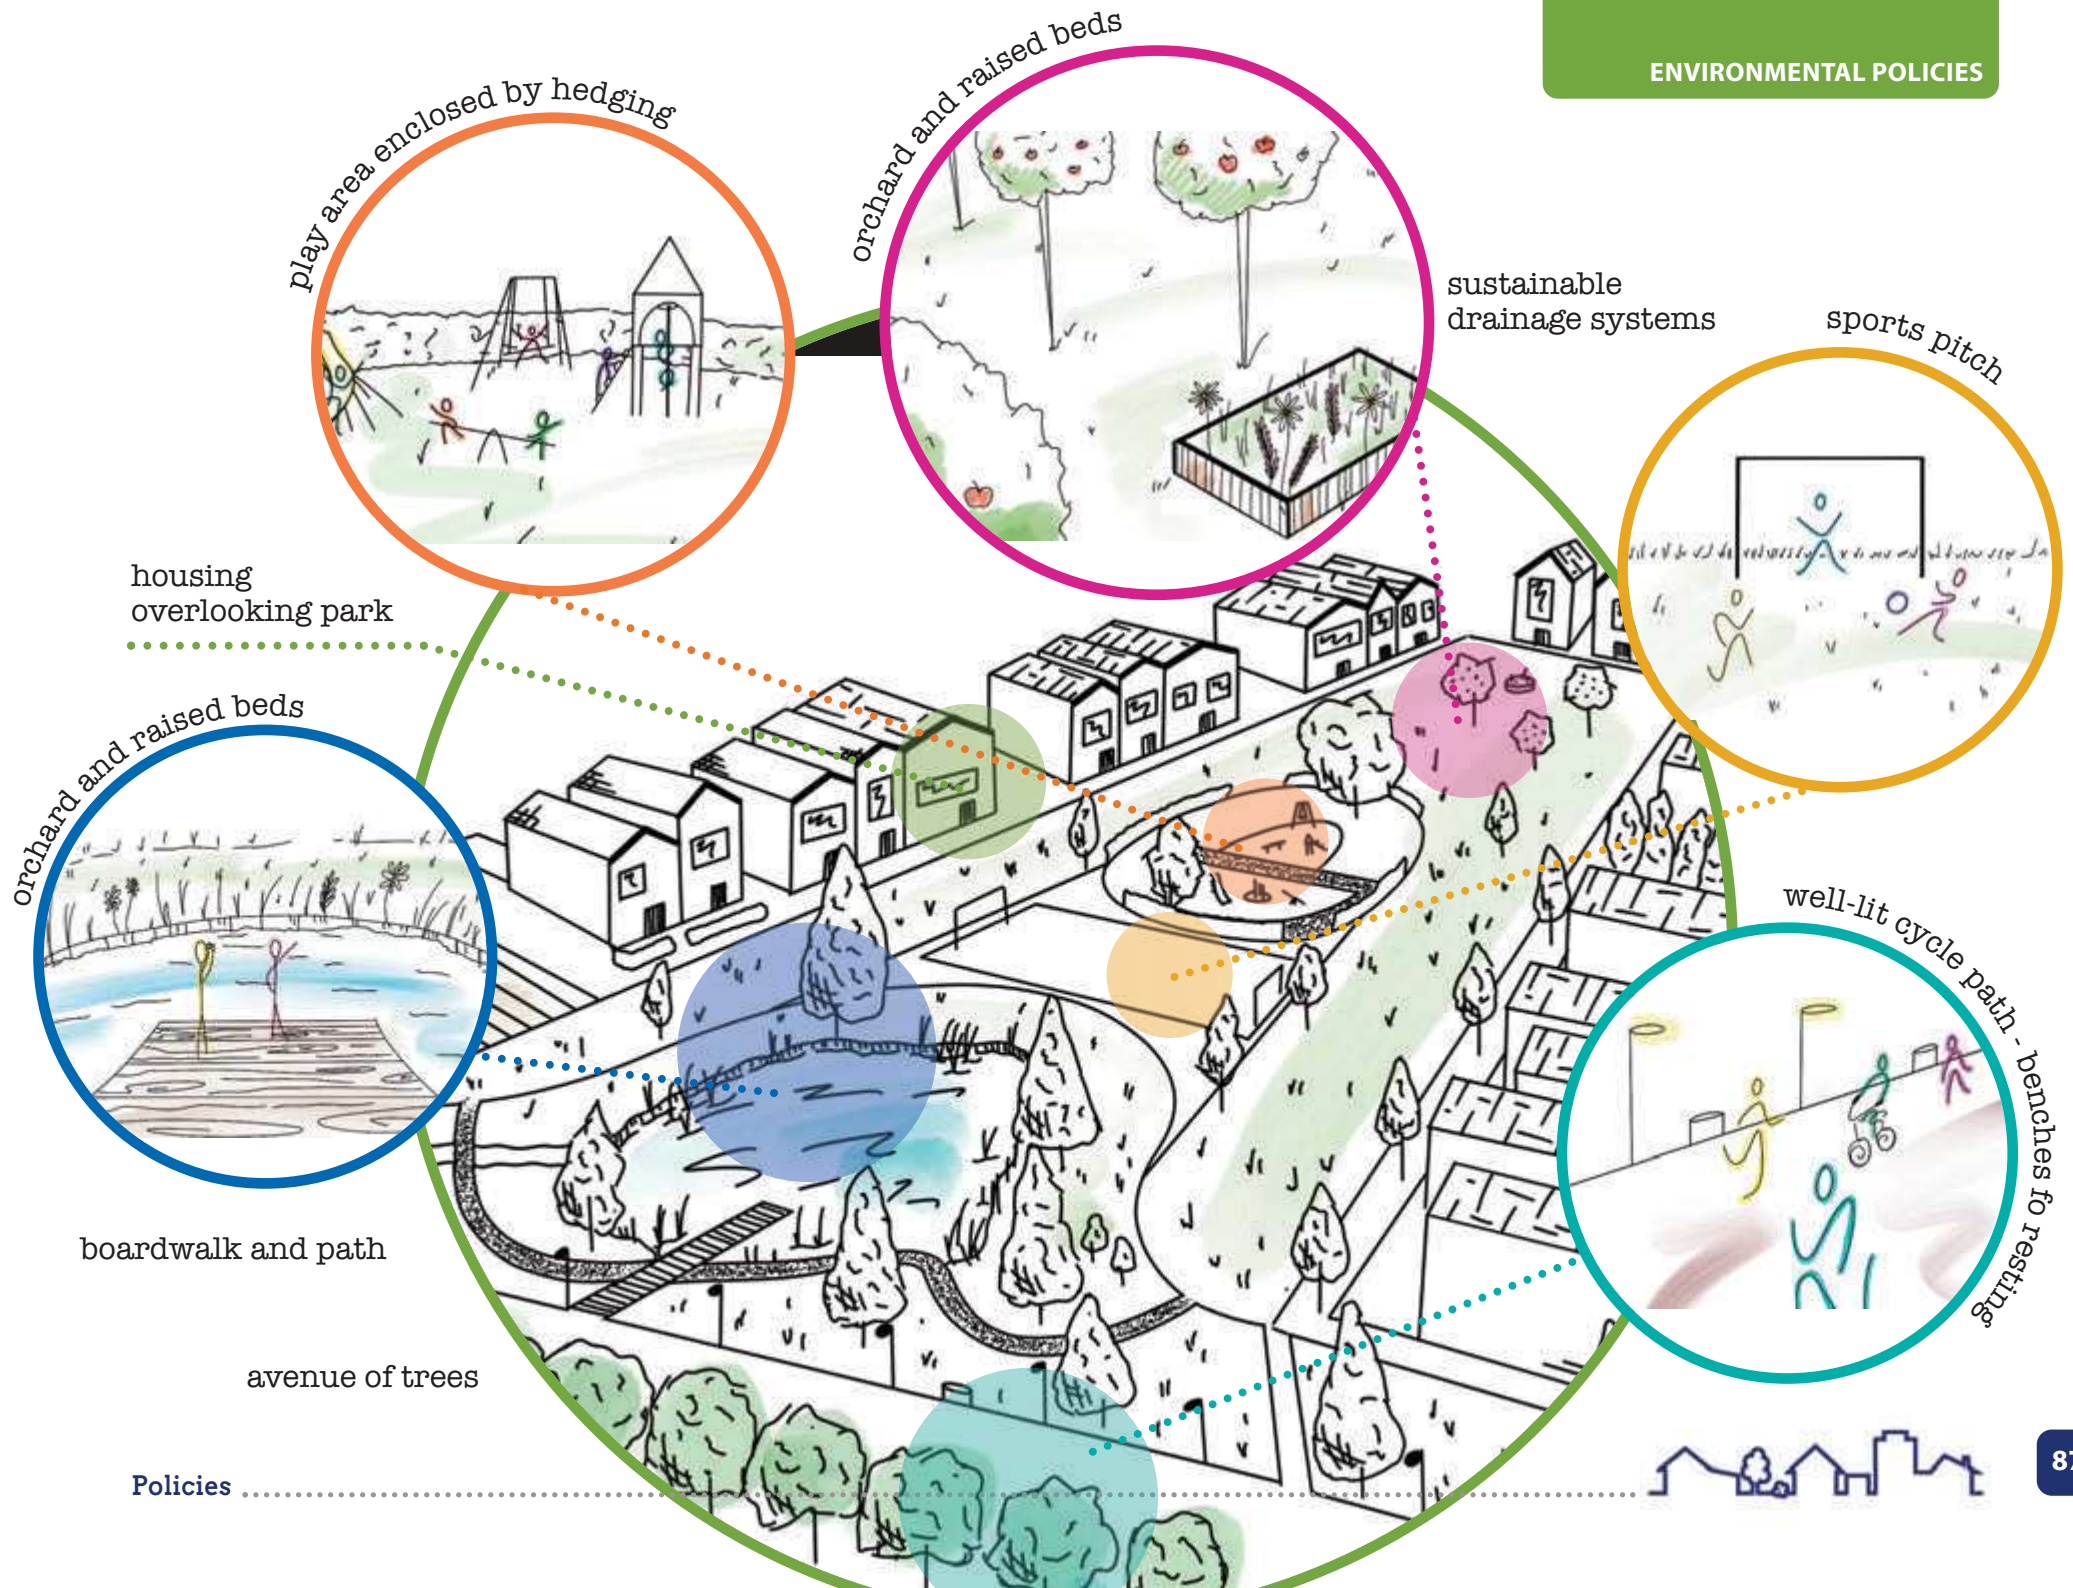 ENVIRONMENTAL POLICIES
play area enclosed by hedging
orchard and raised beds
sustainable
drainage systems
sports pitch
housing
overlooking park
orchard and raised beds
well-lit cycle path - benches fo resting
boardwalk and path
avenue of trees
Policies
87